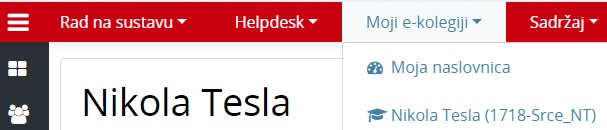 Rad na sustavu Helpdesk Moji e-kolegiji Sadržaj
Moja naslovnica
Nikola Tesla
Nikola Tesla (1718-Srce_NT)